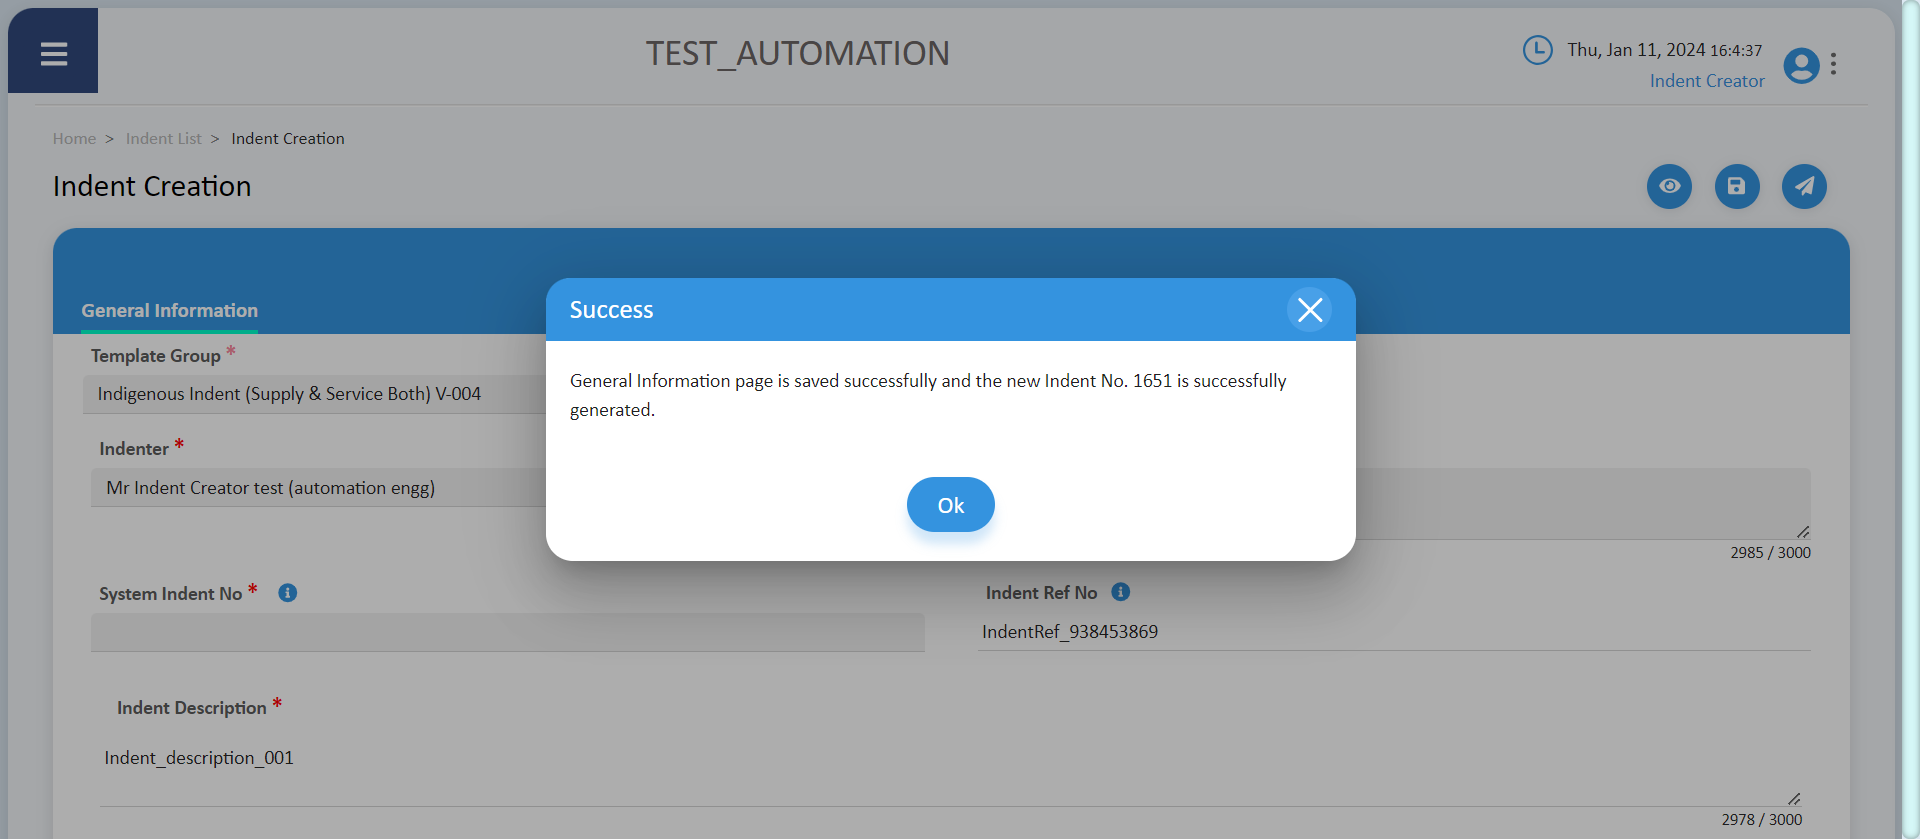 TEST_AUTOMATION
Thu, Jan 11, 2024 16:4:37
Indent Creator
Home > Indent List > Indent Creation
Indent Creation
General Information
Template Group *
Indigenous Indent (Supply & Service Both) V-004
Success
General Information page is saved successfully and the new Indent No. 1651 is successfully
generated.
Ok
Indenter *
Mr Indent Creator test (automation engg)
2985 / 3000
System Indent No *
Indent Ref No
IndentRef_938453869
Indent Description *
Indent_description_001
2978 / 3000